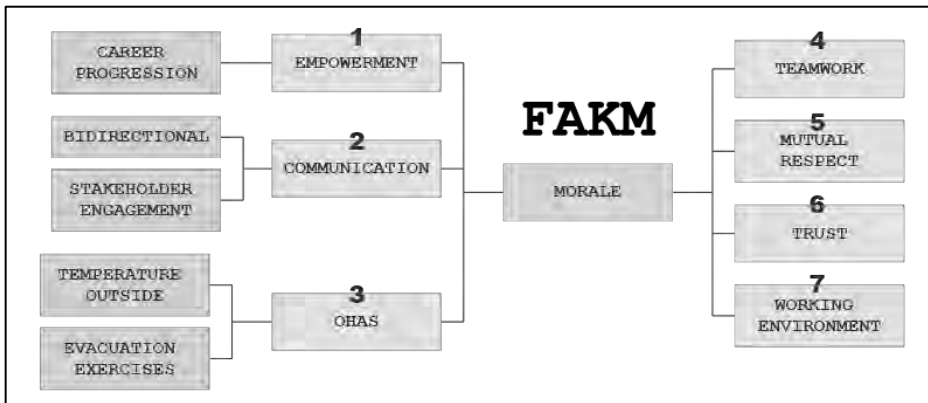 CAREER
PROGRESSION
1
EMPOWERMENT
BIDIRECTIONAL
STAKEHOLDER
ENGAGEMENT
2
COMMUNICATION
TEMPERATURE
OUTSIDE
EVACUATION
EXERCISES
3
OHAS
FAKM
MORALE
4
TEAMWORK
5
MUTUAL
RESPECT
6
TRUST
7
WORKING
ENVIRONMENT